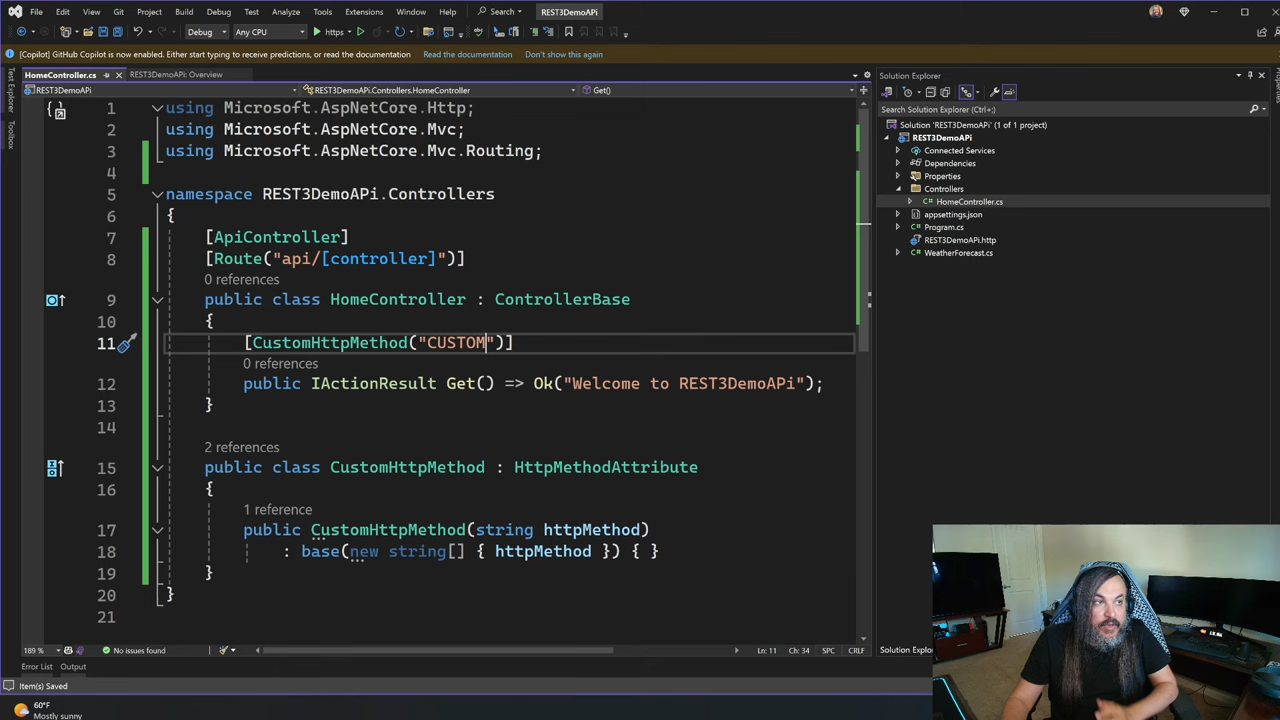 File Edit View Git Project Build Debug Test Analyze Tools Extensions Window Help Search REST3DemoAPi
Debug Any CPU https
[Copilot] GitHub Copilot is now enabled. Either start typing to receive predictions, or read the documentation Read the documentation Don't show this again
HomeController.cs REST3DemoAPi: Overview
REST3DemoAPi REST3DemoAPi.Controllers.HomeController Get()
Test Explorer
Toolbox
1 using Microsoft.AspNetCore.Http;
2 using Microsoft.AspNetCore.Mvc;
3 using Microsoft.AspNetCore.Mvc.Routing;
4
5 namespace REST3DemoAPi.Controllers
6 {
7 [ApiController]
8 [Route("api/[controller]")]
0 references
9 public class HomeController : ControllerBase
10 {
11 [CustomHttpMethod("CUSTOM")]
0 references
12 public IActionResult Get() => Ok("Welcome to REST3DemoAPi");
13 }
14
2 references
15 public class CustomHttpMethod : HttpMethodAttribute
16 {
1 reference
17 public CustomHttpMethod(string httpMethod)
18 : base(new string[] { httpMethod }) { }
19 }
20 }
21
189 % No issues found Ln: 11 Ch: 34 SPC CRLF
Error List Output
Item(s) Saved
60°F
Mostly sunny
Solution Explorer
Search Solution Explorer (Ctrl+;)
Solution 'REST3DemoAPi' (1 of 1 project)
REST3DemoAPi
Connected Services
Dependencies
Properties
Controllers
HomeController.cs
appsettings.json
Program.cs
REST3DemoAPi.http
WeatherForecast.cs
Solution Explor